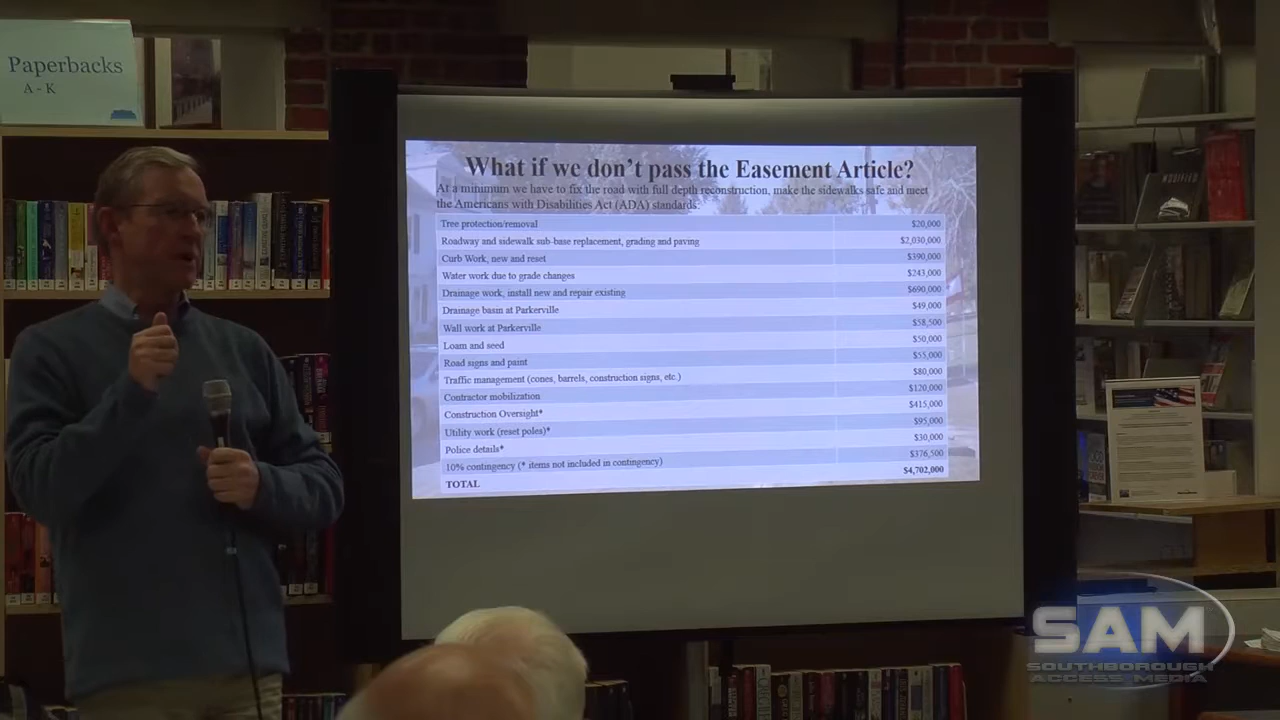 Paperbacks
A - K
What if we don't pass the Easement Article?
At a minimum we have to fix the road with full depth reconstruction, make the sidewalks safe and meet
the Americans with Disabilities Act (ADA) standards.
Tree protection/removal $20,000
Roadway and sidewalk sub-base replacement, grading and paving $2,030,000
Curb Work, new and reset $390,000
Water work due to grade changes $243,000
Drainage work, install new and repair existing $690,000
Drainage basin at Parkerville $49,000
Wall work at Parkerville $58,500
Loam and seed $50,000
Road signs and paint $55,000
Traffic management (cones, barrels, construction signs, etc.) $80,000
Contractor mobilization $120,000
Construction Oversight* $415,000
Utility work (reset poles)* $95,000
Police details* $30,000
10% contingency (* items not included in contingency) $376,500
TOTAL $4,702,000
SAM
SOUTHBOROUGH
ACCESS MEDIA